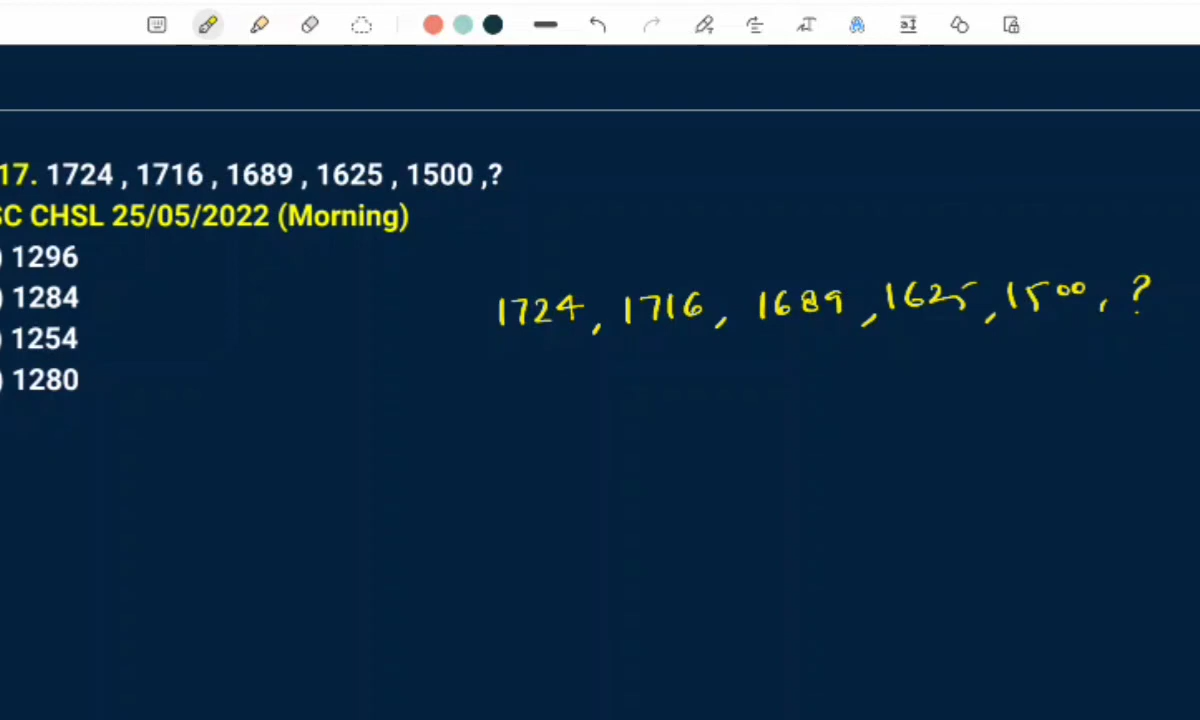 17. 1724 , 1716 , 1689 , 1625 , 1500 ,?
SC CHSL 25/05/2022 (Morning)
) 1296
) 1284
) 1254
) 1280
1724, 1716, 1689, 1625, 1500, ?